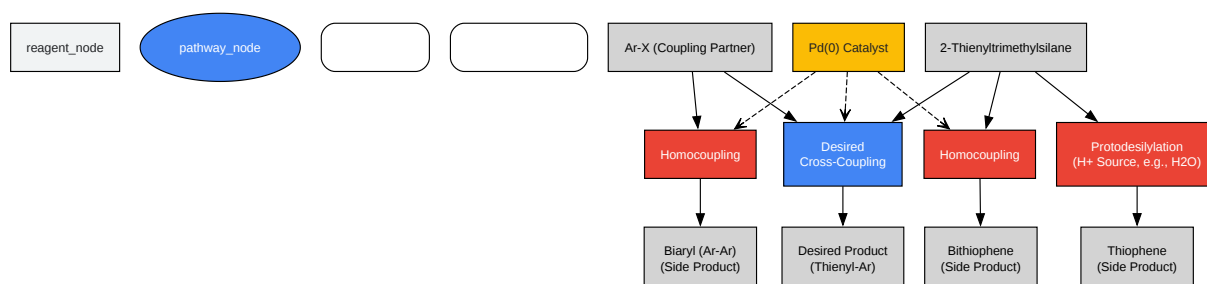 reagent_node
pathway_node
Ar-X (Coupling Partner)
Pd(0) Catalyst
2-Thienyltrimethylsilane
Homocoupling
Desired
Cross-Coupling
Homocoupling
Protodesilylation
(H+ Source, e.g., H2O)
Biaryl (Ar-Ar)
(Side Product)
Desired Product
(Thienyl-Ar)
Bithiophene
(Side Product)
Thiophene
(Side Product)